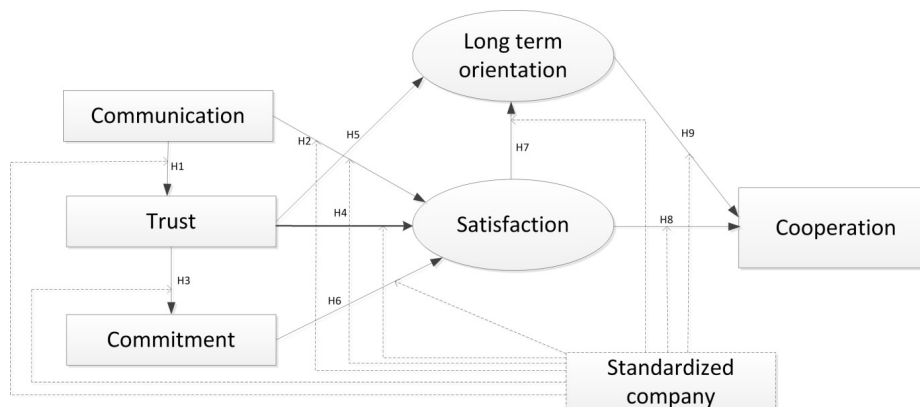 Long term
orientation
Communication
H2
H5
H9
H7
H1
Trust
H4
Satisfaction
H8
Cooperation
H3
H6
Commitment
Standardized
company